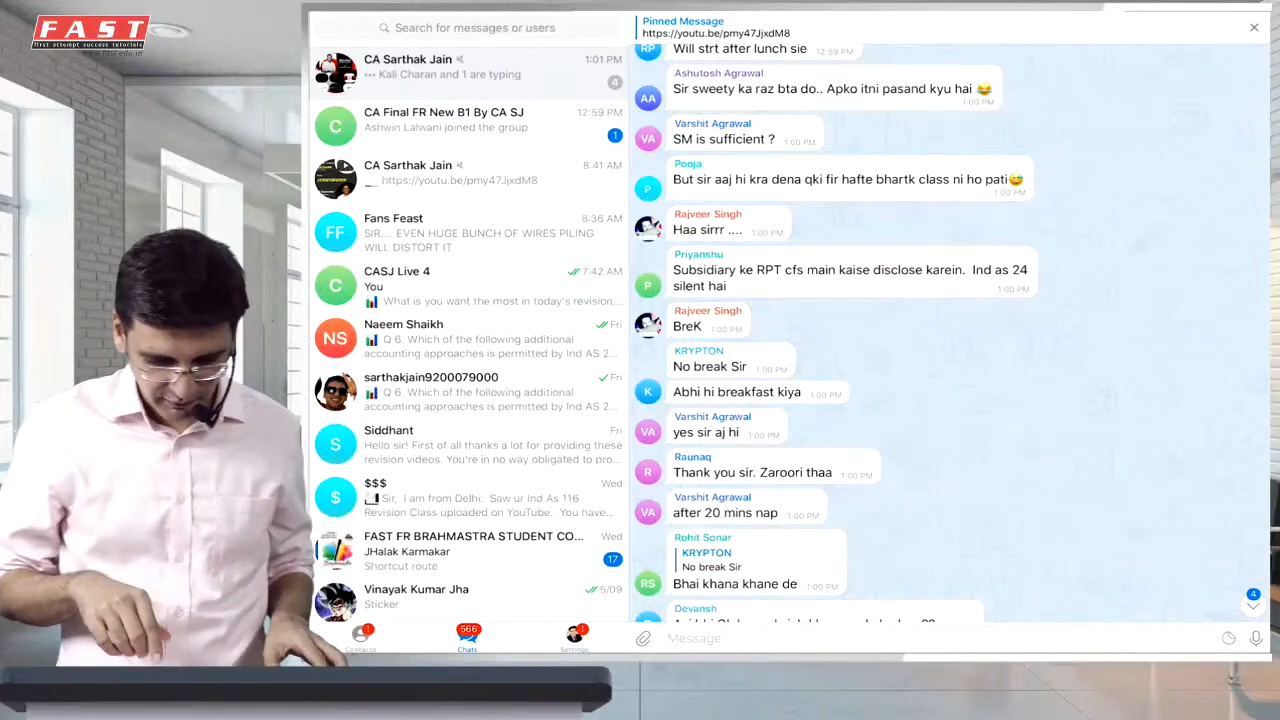 FAST
first attempt success tutorials
www.fast.edu.in
Search for messages or users
CA Sarthak Jain
1:01 PM
Kali Charan and 1 are typing
4
C
CA Final FR New B1 By CA SJ
12:59 PM
Ashwin Lalwani joined the group
1
CA Sarthak Jain
8:41 AM
https://youtu.be/pmy47JjxdM8
FF
Fans Feast
8:36 AM
SIR.... EVEN HUGE BUNCH OF WIRES PILING
WILL DISTORT IT
C
CASJ Live 4
7:42 AM
You
What is you want the most in today's revision...
NS
Naeem Shaikh
Fri
Q 6. Which of the following additional
accounting approaches is permitted by Ind AS 2...
sarthakjain9200079000
Fri
Q 6. Which of the following additional
accounting approaches is permitted by Ind AS 2...
S
Siddhant
Fri
Hello sir! First of all thanks a lot for providing these
revision videos. You're in no way obligated to pro...
$
$$$
Wed
Sir, I am from Delhi. Saw ur Ind As 116
Revision Class uploaded on YouTube. You have...
FAST FR BRAHMASTRA STUDENT CO...
Wed
JHalak Karmakar
Shortcut route
17
Vinayak Kumar Jha
5/09
Sticker
!
566
!
Contacts
Chats
Settings
Pinned Message
https://youtu.be/pmy47JjxdM8
RP
Will strt after lunch sie 12:59 PM
Ashutosh Agrawal
AA
Sir sweety ka raz bta do.. Apko itni pasand kyu hai 😂
1:00 PM
Varshit Agrawal
VA
SM is sufficient ? 1:00 PM
Pooja
P
But sir aaj hi kra dena qki fir hafte bhartk class ni ho pati😅
1:00 PM
Rajveer Singh
Haa sirrr .... 1:00 PM
Priyanshu
P
Subsidiary ke RPT cfs main kaise disclose karein. Ind as 24
silent hai
1:00 PM
Rajveer Singh
BreK 1:00 PM
KRYPTON
No break Sir
K
Abhi hi breakfast kiya 1:00 PM
Varshit Agrawal
VA
yes sir aj hi 1:00 PM
Raunaq
R
Thank you sir. Zaroori thaa 1:00 PM
Varshit Agrawal
VA
after 20 mins nap 1:00 PM
Rohit Sonar
KRYPTON
No break Sir
RS
Bhai khana khane de 1:00 PM
Devansh
4
Message